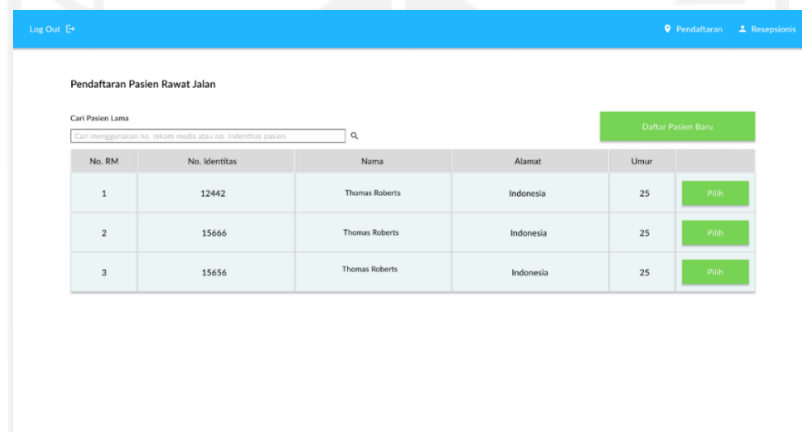 Log Out
Pendaftaran
Resepsionis
Pendaftaran Pasien Rawat Jalan
Cari Pasien Lama
Cari menggunakan no. rekam medis atau no. indentitas pasien
Daftar Pasien Baru
No. RM No. Identitas Nama Alamat Umur
1 12442 Thomas Roberts Indonesia 25 Pilih
2 15666 Thomas Roberts Indonesia 25 Pilih
3 15656 Thomas Roberts Indonesia 25 Pilih